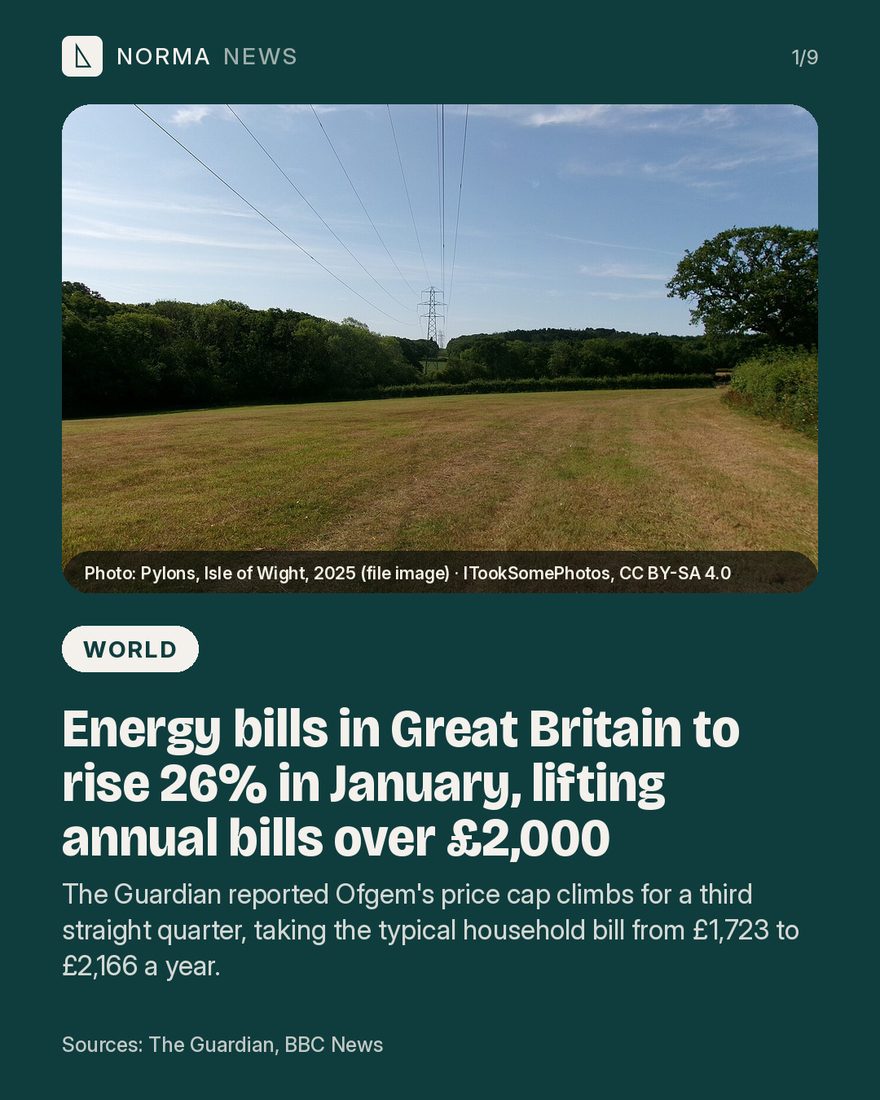 NORMA NEWS
1/9
Photo: Pylons, Isle of Wight, 2025 (file image) · ITookSomePhotos, CC BY-SA 4.0
WORLD
Energy bills in Great Britain to
rise 26% in January, lifting
annual bills over £2,000
The Guardian reported Ofgem's price cap climbs for a third
straight quarter, taking the typical household bill from £1,723 to
£2,166 a year.
Sources: The Guardian, BBC News